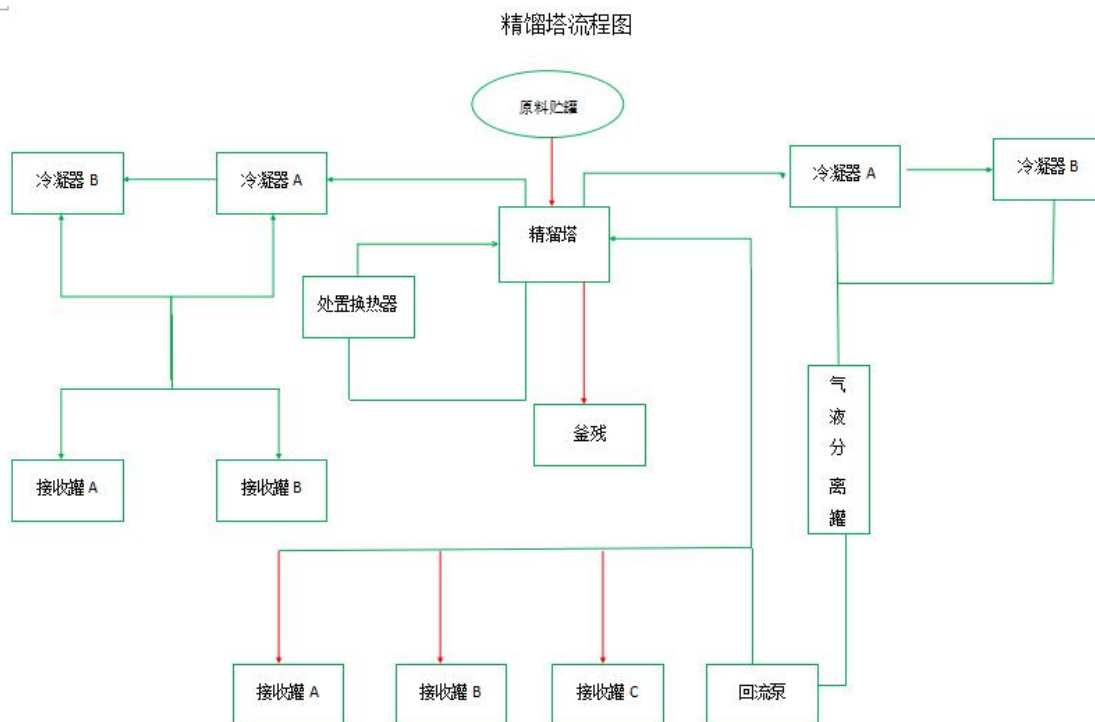 精馏塔流程图
原料贮罐
冷凝器 B
冷凝器 A
冷凝器 A
冷凝器 B
精溜塔
处置换热器
气
液
分
离
罐
釜残
接收罐 A
接收罐 B
接收罐 A
接收罐 B
接收罐 C
回流泵